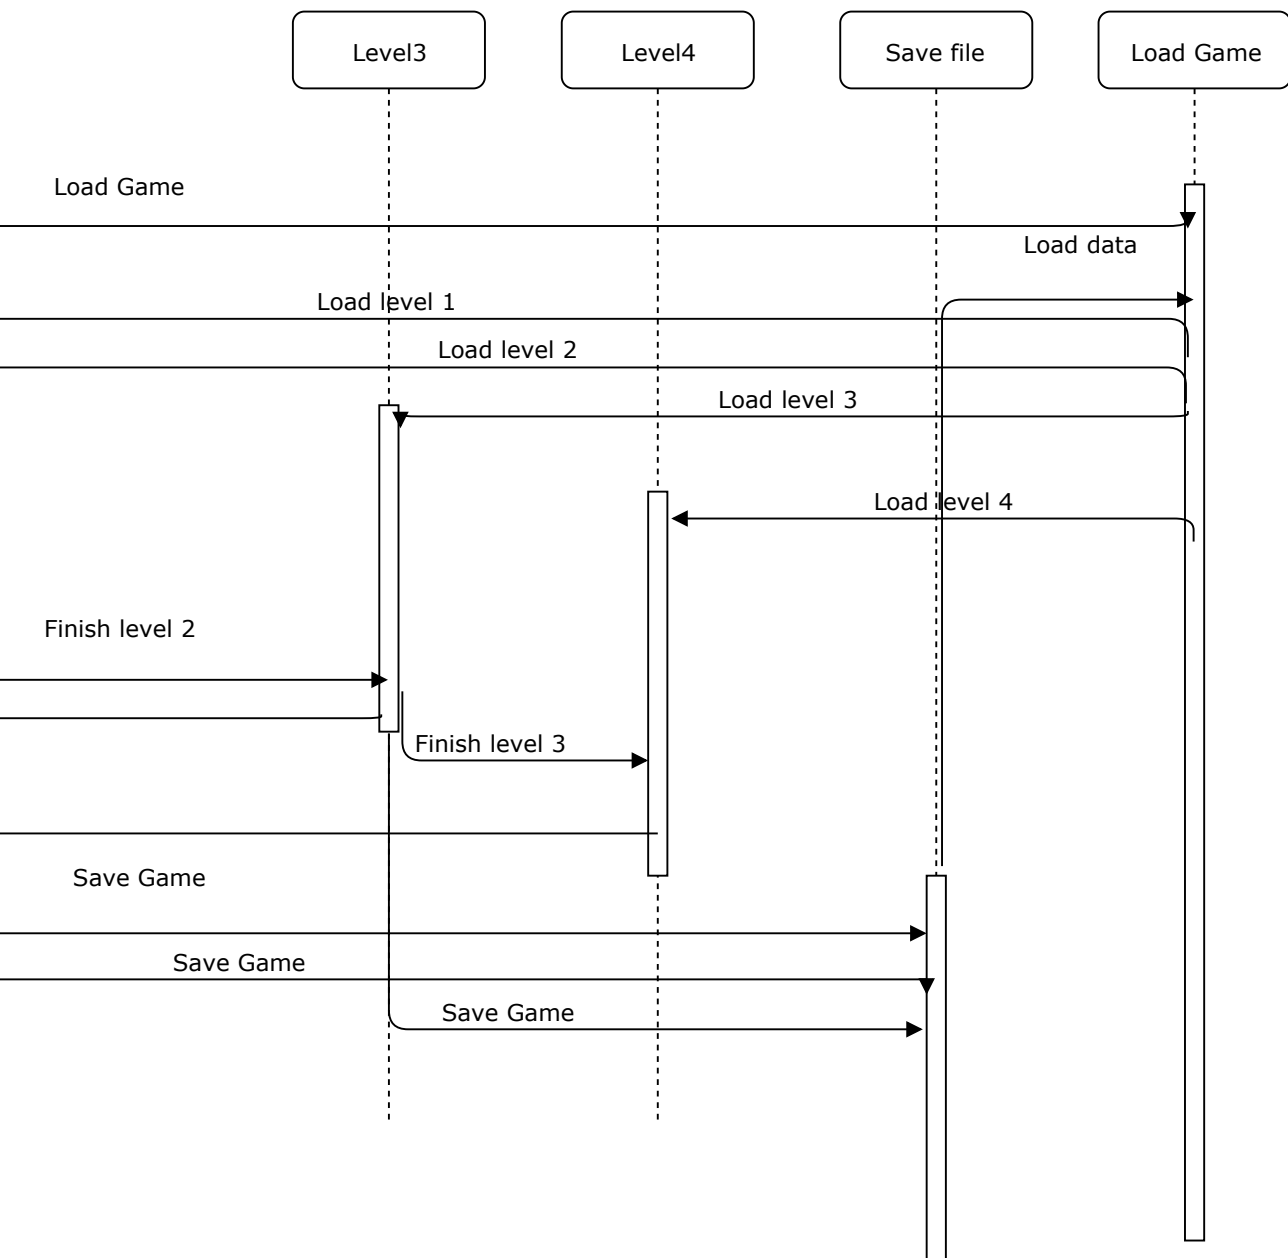 Level3
Level4
Save file
Load Game
Load Game
Load data
Load level 1
Load level 2
Load level 3
Load level 4
Finish level 2
Finish level 3
Save Game
Save Game
Save Game